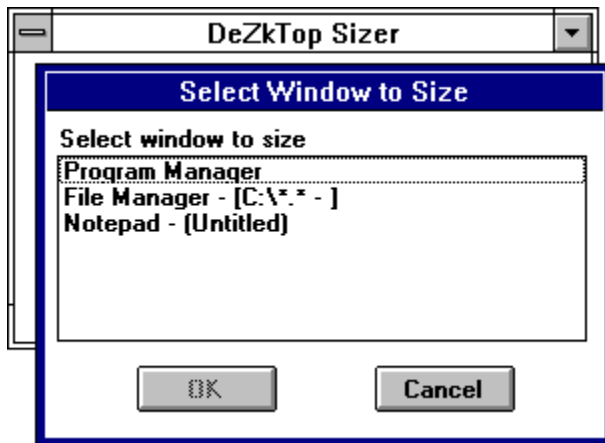 DeZkTop Sizer
Select Window to Size
Select window to size
Program Manager
File Manager - [C:\*.* - ]
Notepad - (Untitled)
OK
Cancel